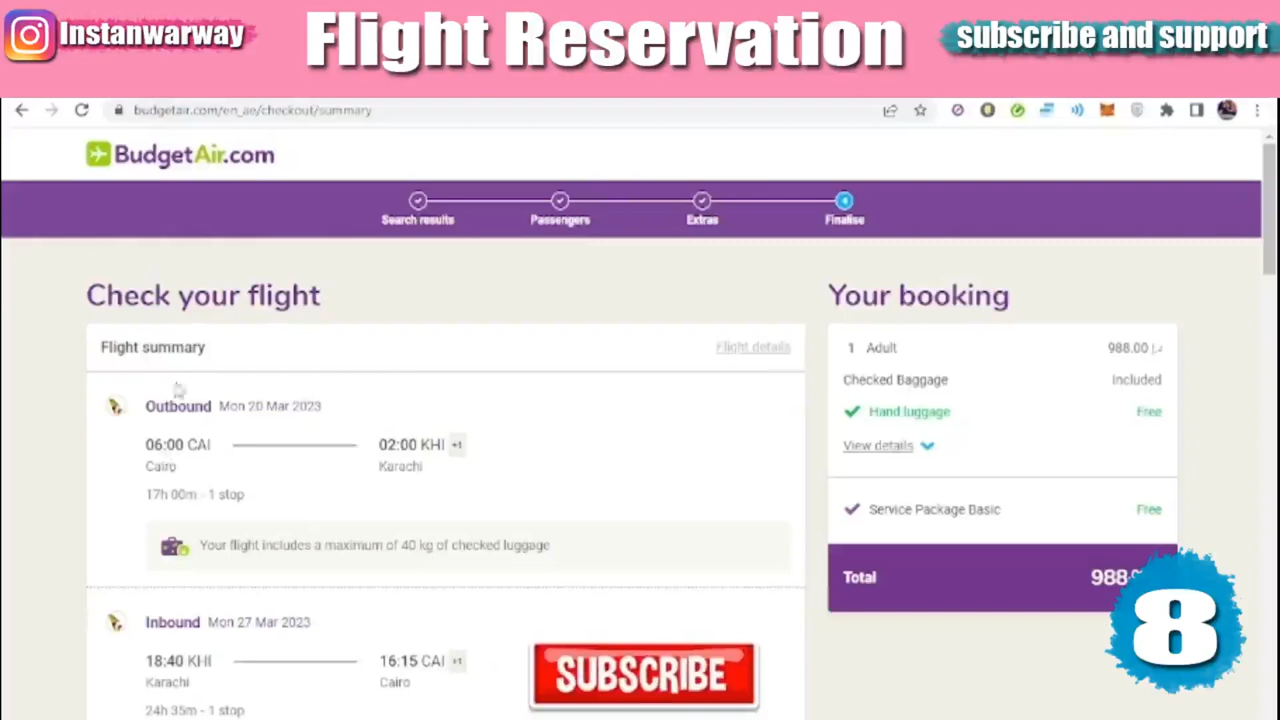 Instanwarway
Flight Reservation
subscribe and support
budgetair.com/en_ae/checkout/summary
BudgetAir.com
Search results
Passengers
Extras
4
Finalise
Check your flight
Your booking
Flight summary
Flight details
1 Adult
988.00 د.إ
Checked Baggage
Included
Hand luggage
Free
View details
Outbound Mon 20 Mar 2023
06:00 CAI
02:00 KHI +1
Cairo
Karachi
17h 00m - 1 stop
Your flight includes a maximum of 40 kg of checked luggage
Service Package Basic
Free
Total
988
8
Inbound Mon 27 Mar 2023
18:40 KHI
16:15 CAI +1
Karachi
Cairo
24h 35m - 1 stop
SUBSCRIBE